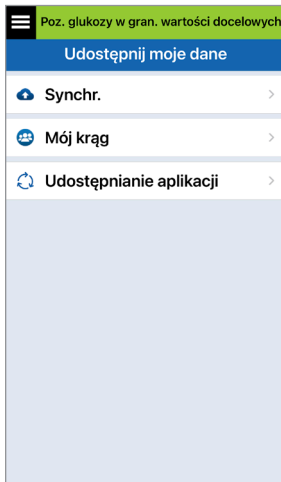 Poz. glukozy w gran. wartości docelowych
Udostępnij moje dane
Synchr.
Mój krąg
Udostępnianie aplikacji